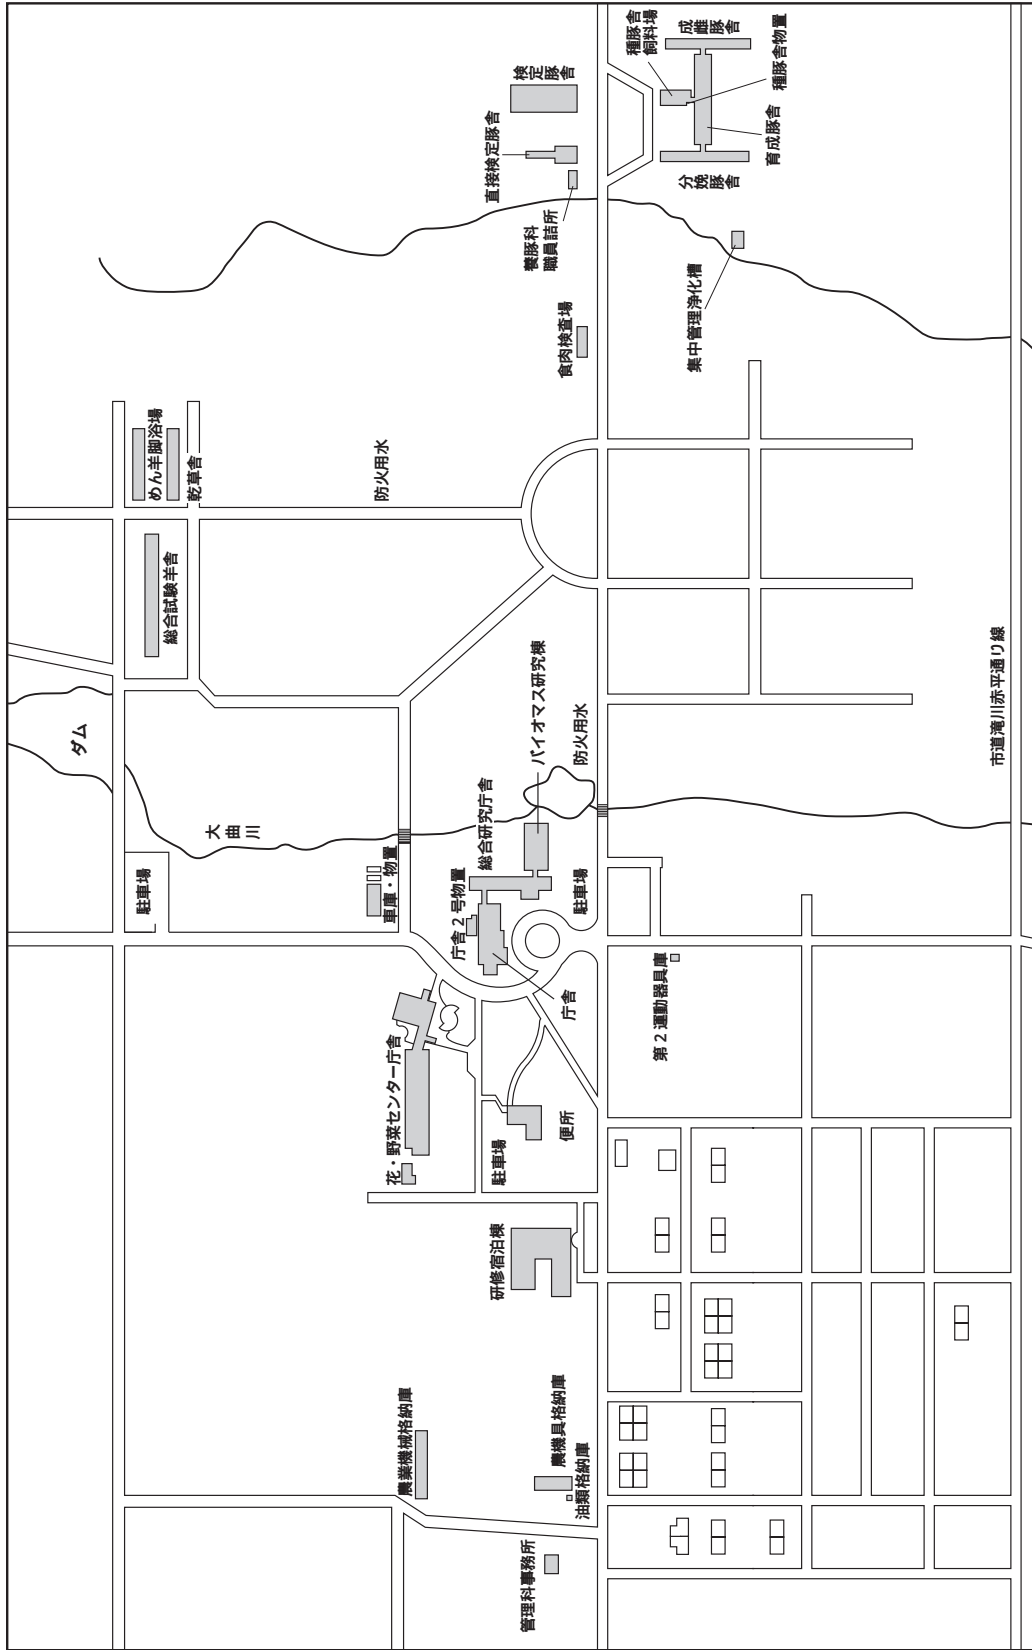 成雌豚舎
種豚舎
飼料場
種豚舎物置
育成豚舎
分娩豚舎
検定豚舎
直接検定豚舎
養豚科
職員詰所
集中管理浄化槽
食肉検査場
めん羊脚浴場
乾草舎
防火用水
総合試験羊舎
ダム
大曲川
バイオマス研究棟
防火用水
市道滝川赤平通り線
総合研究庁舎
駐車場
車庫・物置
庁舎2号物置
駐車場
庁舎
第2運動器具庫
花・野菜センター庁舎
便所
駐車場
研修宿泊棟
農業機械格納庫
農機具格納庫
油類格納庫
管理科事務所